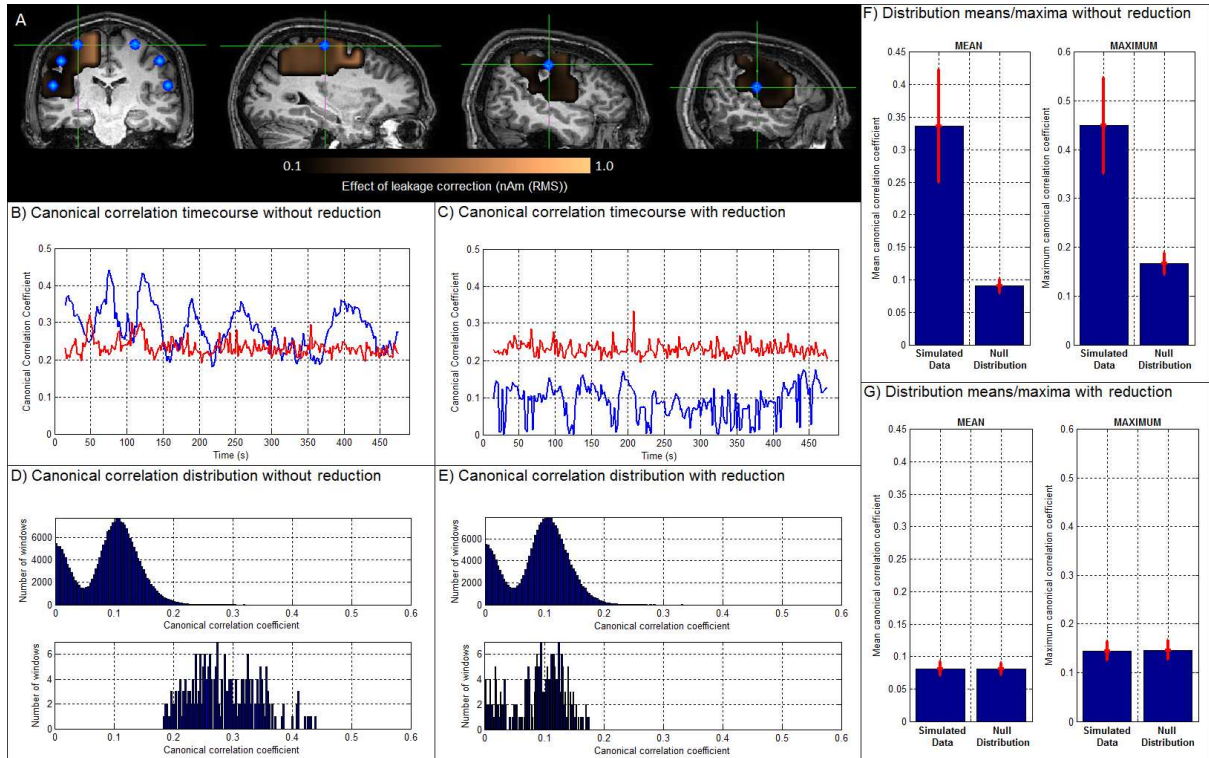 A
0.1
1.0
Effect of leakage correction (nAm (RMS))
B) Canonical correlation timecourse without reduction
Canonical Correlation Coefficient
0.5
0.4
0.3
0.2
0.1
0
0 50 100 150 200 250 300 350 400 450
Time (s)
C) Canonical correlation timecourse with reduction
Canonical Correlation Coefficient
0.5
0.4
0.3
0.2
0.1
0
0 50 100 150 200 250 300 350 400 450
Time (s)
D) Canonical correlation distribution without reduction
Number of windows
6000
4000
2000
0
0 0.1 0.2 0.3 0.4 0.5 0.6
Canonical correlation coefficient
Number of windows
6
4
2
0
0 0.1 0.2 0.3 0.4 0.5 0.6
Canonical correlation coefficient
E) Canonical correlation distribution with reduction
Number of windows
6000
4000
2000
0
0 0.1 0.2 0.3 0.4 0.5 0.6
Canonical correlation coefficient
Number of windows
6
4
2
0
0 0.1 0.2 0.3 0.4 0.5 0.6
Canonical correlation coefficient
F) Distribution means/maxima without reduction
MEAN
Mean canonical correlation coefficient
0.45
0.4
0.35
0.3
0.25
0.2
0.15
0.1
0.05
0
Simulated Null
Data Distribution
MAXIMUM
Maximum canonical correlation coefficient
0.6
0.5
0.4
0.3
0.2
0.1
0
Simulated Null
Data Distribution
G) Distribution means/maxima with reduction
MEAN
Mean canonical correlation coefficient
0.45
0.4
0.35
0.3
0.25
0.2
0.15
0.1
0.05
0
Simulated Null
Data Distribution
MAXIMUM
Maximum canonical correlation coefficient
0.6
0.5
0.4
0.3
0.2
0.1
0
Simulated Null
Data Distribution